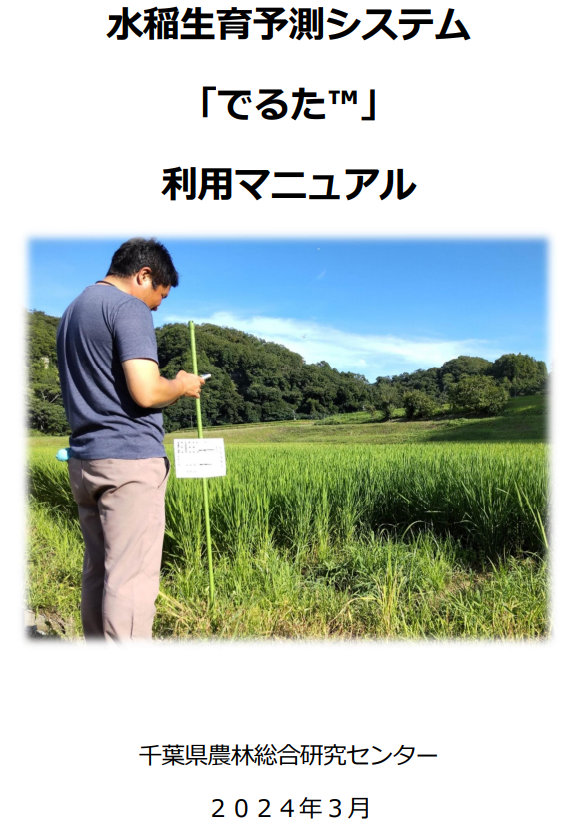 水稲生育予測システム
「でるた™」
利用マニュアル
千葉県農林総合研究センター
２０２４年３月